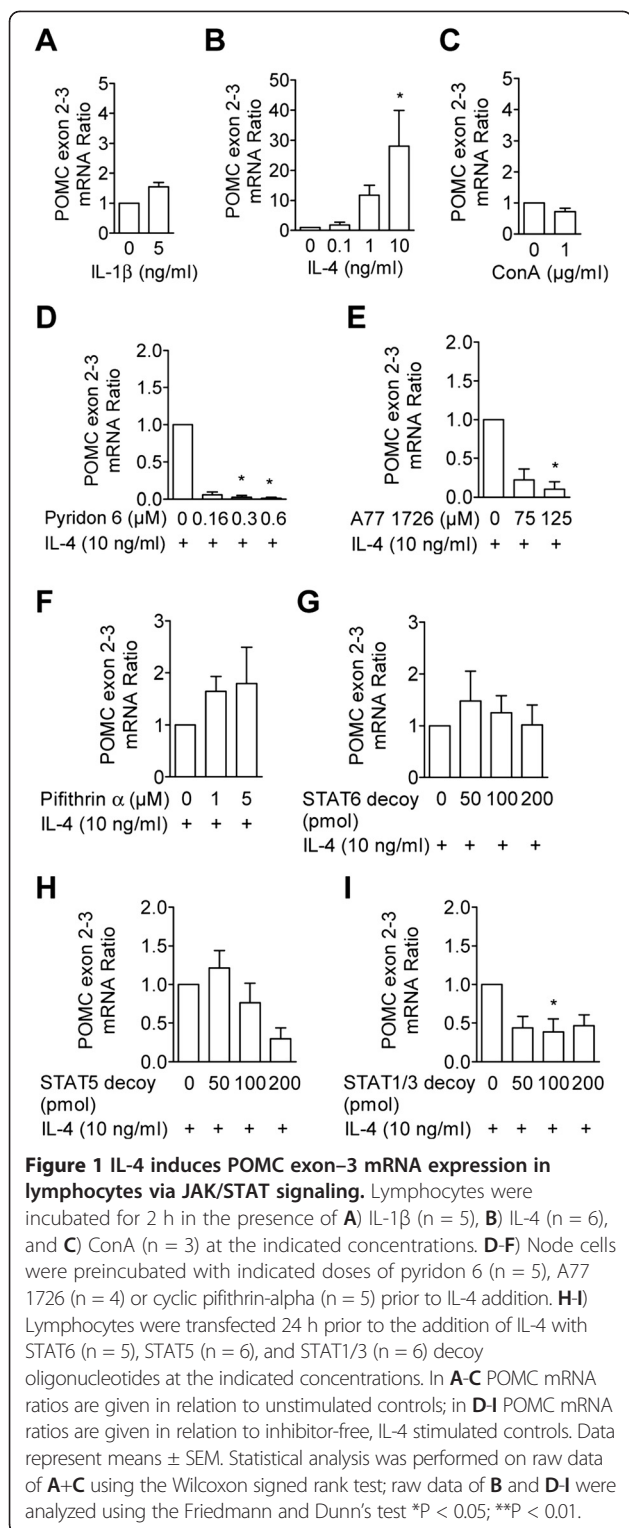 A
B
C
POMC exon 2-3
mRNA Ratio
5
4
3
2
1
0
0 5
IL-1β (ng/ml)
POMC exon 2-3
mRNA Ratio
50
40
30
20
10
0
*
0 0.1 1 10
IL-4 (ng/ml)
POMC exon 2-3
mRNA Ratio
5
4
3
2
1
0
0 1
ConA (µg/ml)
D
E
POMC exon 2-3
mRNA Ratio
2.0
1.5
1.0
0.5
0.0
* *
Pyridon 6 (µM) 0 0.16 0.3 0.6
IL-4 (10 ng/ml) + + + +
POMC exon 2-3
mRNA Ratio
2.0
1.5
1.0
0.5
0.0
*
A77 1726 (µM) 0 75 125
IL-4 (10 ng/ml) + + +
F
G
POMC exon 2-3
mRNA Ratio
3
2
1
0
Pifithrin α (µM) 0 1 5
IL-4 (10 ng/ml) + + +
POMC exon 2-3
mRNA Ratio
3
2
1
0
STAT6 decoy 0 50 100 200
(pmol)
IL-4 (10 ng/ml) + + + +
H
I
POMC exon 2-3
mRNA Ratio
2.0
1.5
1.0
0.5
0.0
STAT5 decoy 0 50 100 200
(pmol)
IL-4 (10 ng/ml) + + + +
POMC exon 2-3
mRNA Ratio
2.0
1.5
1.0
0.5
0.0
*
STAT1/3 decoy 0 50 100 200
(pmol)
IL-4 (10 ng/ml) + + + +
Figure 1 IL-4 induces POMC exon–3 mRNA expression in
lymphocytes via JAK/STAT signaling. Lymphocytes were
incubated for 2 h in the presence of A) IL-1β (n = 5), B) IL-4 (n = 6),
and C) ConA (n = 3) at the indicated concentrations. D-F) Node cells
were preincubated with indicated doses of pyridon 6 (n = 5), A77
1726 (n = 4) or cyclic pifithrin-alpha (n = 5) prior to IL-4 addition. H-I)
Lymphocytes were transfected 24 h prior to the addition of IL-4 with
STAT6 (n = 5), STAT5 (n = 6), and STAT1/3 (n = 6) decoy
oligonucleotides at the indicated concentrations. In A-C POMC mRNA
ratios are given in relation to unstimulated controls; in D-I POMC mRNA
ratios are given in relation to inhibitor-free, IL-4 stimulated controls. Data
represent means ± SEM. Statistical analysis was performed on raw data
of A+C using the Wilcoxon signed rank test; raw data of B and D-I were
analyzed using the Friedmann and Dunn's test *P < 0.05; **P < 0.01.